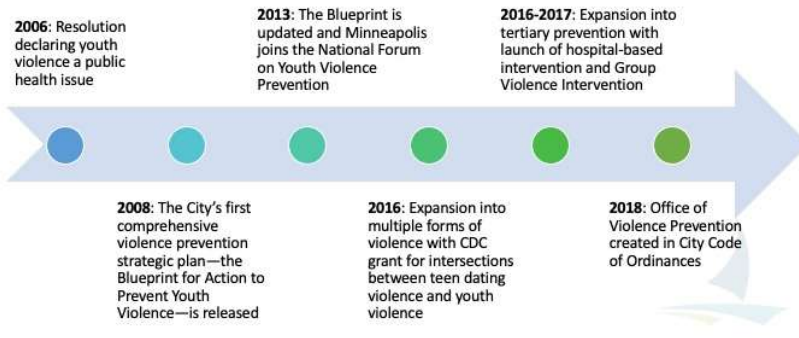 2006: Resolution
declaring youth
violence a public
health issue
2008: The City's first
comprehensive
violence prevention
strategic plan—the
Blueprint for Action to
Prevent Youth
Violence—is released
2013: The Blueprint is
updated and Minneapolis
joins the National Forum
on Youth Violence
Prevention
2016: Expansion into
multiple forms of
violence with CDC
grant for intersections
between teen dating
violence and youth
violence
2016-2017: Expansion into
tertiary prevention with
launch of hospital-based
intervention and Group
Violence Intervention
2018: Office of
Violence Prevention
created in City Code
of Ordinances